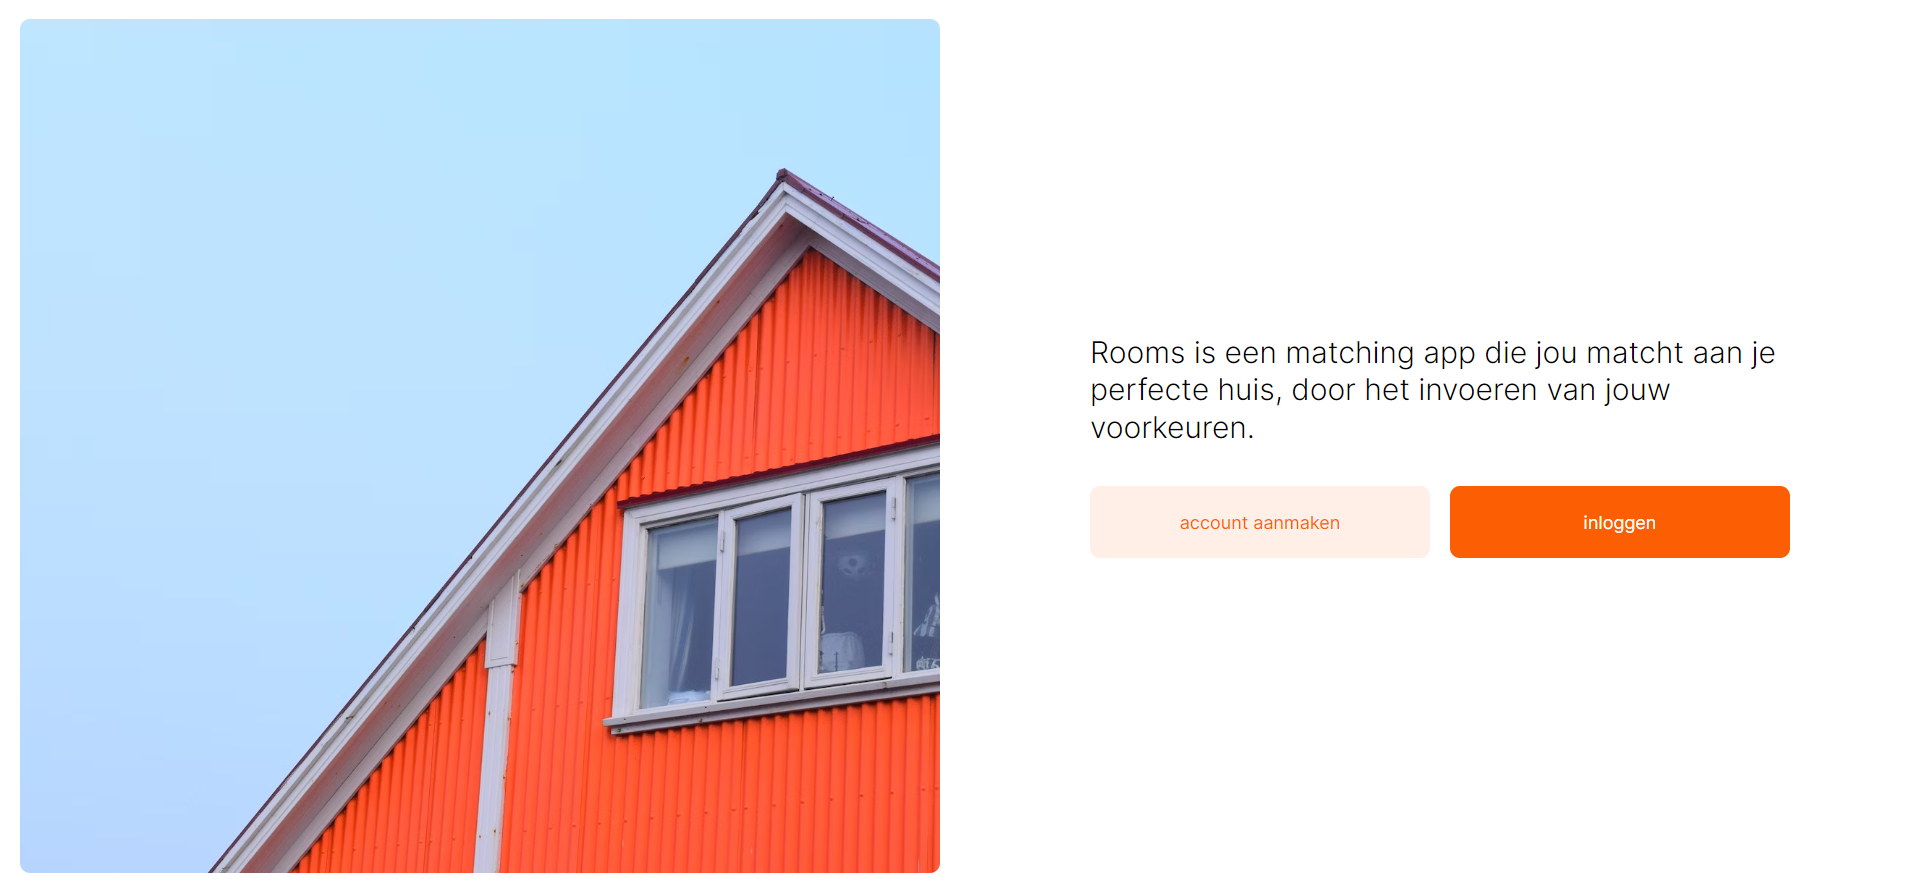 Rooms is een matching app die jou matcht aan je
perfecte huis, door het invoeren van jouw
voorkeuren.
account aanmaken
inloggen